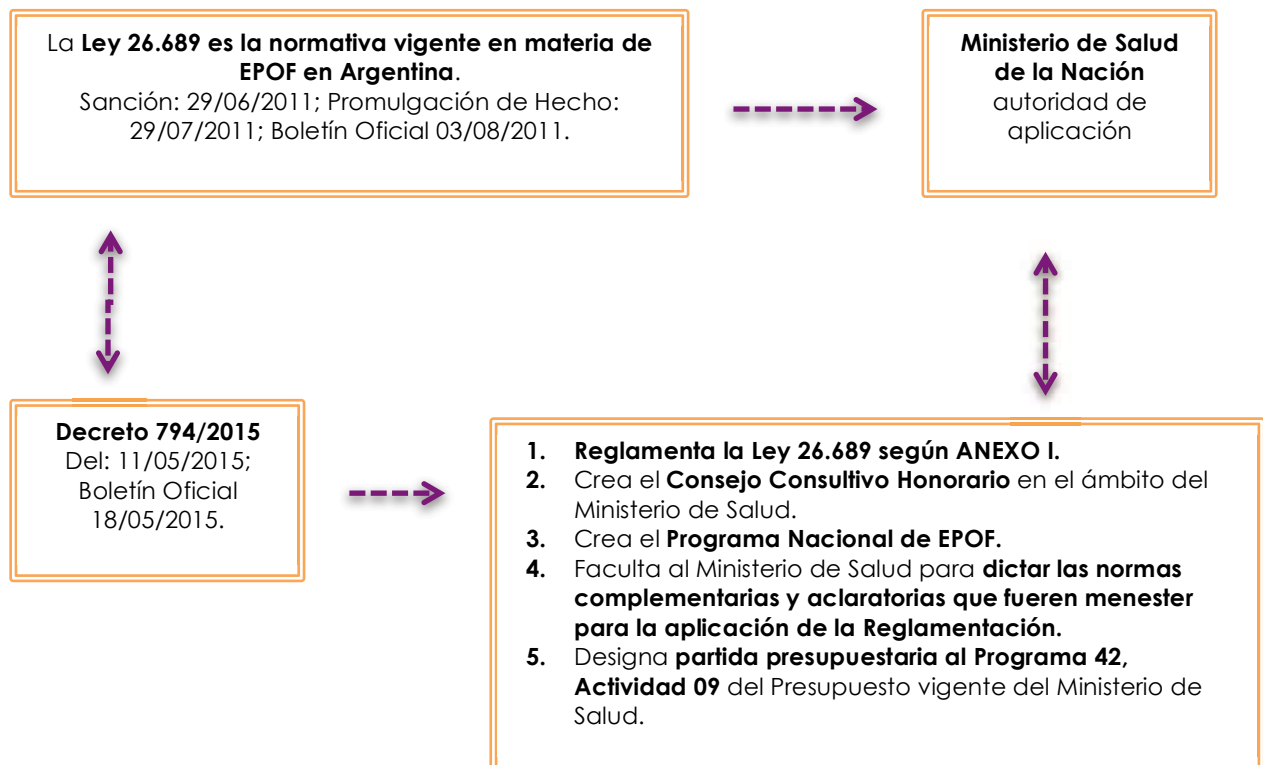 La Ley 26.689 es la normativa vigente en materia de
EPOF en Argentina.
Sanción: 29/06/2011; Promulgación de Hecho:
29/07/2011; Boletín Oficial 03/08/2011.
Ministerio de Salud
de la Nación
autoridad de
aplicación
Decreto 794/2015
Del: 11/05/2015;
Boletín Oficial
18/05/2015.
1. Reglamenta la Ley 26.689 según ANEXO I.
2. Crea el Consejo Consultivo Honorario en el ámbito del
Ministerio de Salud.
3. Crea el Programa Nacional de EPOF.
4. Faculta al Ministerio de Salud para dictar las normas
complementarias y aclaratorias que fueren menester
para la aplicación de la Reglamentación.
5. Designa partida presupuestaria al Programa 42,
Actividad 09 del Presupuesto vigente del Ministerio de
Salud.